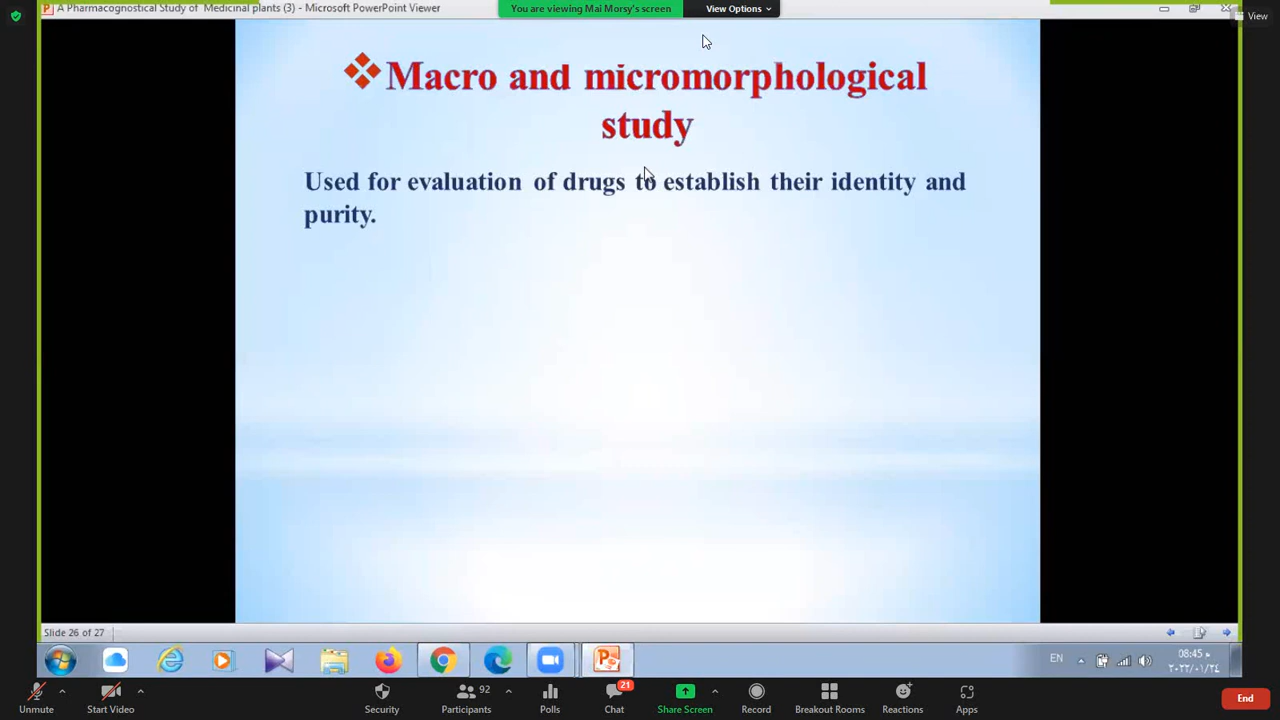 A Pharmacognostical Study of Medicinal plants (3) - Microsoft PowerPoint Viewer
You are viewing Mai Morsy's screen
View Options
View
Macro and micromorphological
study
Used for evaluation of drugs to establish their identity and
purity.
Slide 26 of 27
EN
08:45 م
٢٠٢٢/٠١/٢٤
Unmute
Start Video
Security
92
Participants
Polls
21
Chat
Share Screen
Record
Breakout Rooms
Reactions
Apps
End